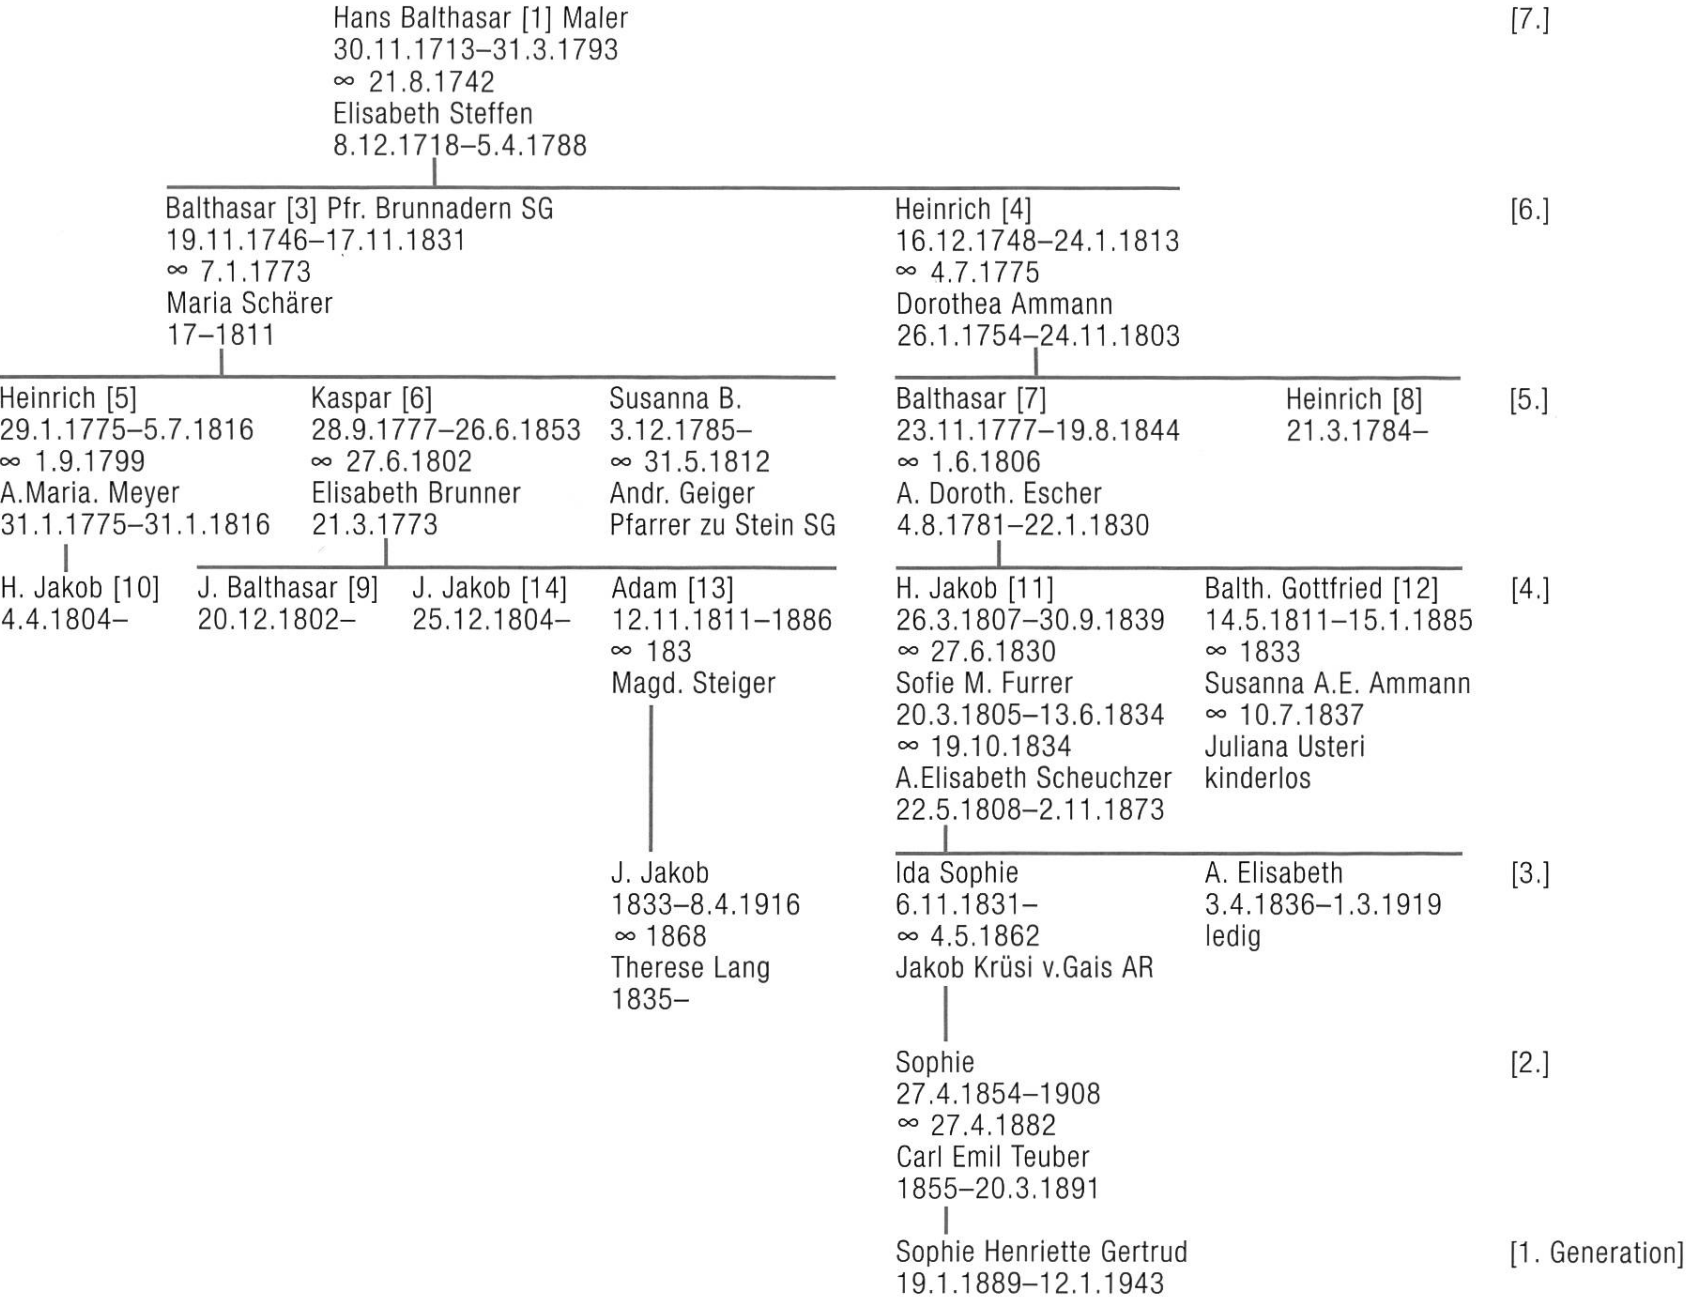 Hans Balthasar [1] Maler
30.11.1713–31.3.1793
∞ 21.8.1742
Elisabeth Steffen
8.12.1718–5.4.1788
[7.]
Balthasar [3] Pfr. Brunnadern SG
19.11.1746–17.11.1831
∞ 7.1.1773
Maria Schärer
17–1811
Heinrich [4]
16.12.1748–24.1.1813
∞ 4.7.1775
Dorothea Ammann
26.1.1754–24.11.1803
[6.]
Heinrich [5]
29.1.1775–5.7.1816
∞ 1.9.1799
A.Maria. Meyer
31.1.1775–31.1.1816
Kaspar [6]
28.9.1777–26.6.1853
∞ 27.6.1802
Elisabeth Brunner
21.3.1773
Susanna B.
3.12.1785–
∞ 31.5.1812
Andr. Geiger
Pfarrer zu Stein SG
Balthasar [7]
23.11.1777–19.8.1844
∞ 1.6.1806
A. Doroth. Escher
4.8.1781–22.1.1830
Heinrich [8]
21.3.1784–
[5.]
H. Jakob [10]
4.4.1804–
J. Balthasar [9]
20.12.1802–
J. Jakob [14]
25.12.1804–
Adam [13]
12.11.1811–1886
∞ 183
Magd. Steiger
H. Jakob [11]
26.3.1807–30.9.1839
∞ 27.6.1830
Sofie M. Furrer
20.3.1805–13.6.1834
∞ 19.10.1834
A.Elisabeth Scheuchzer
22.5.1808–2.11.1873
Balth. Gottfried [12]
14.5.1811–15.1.1885
∞ 1833
Susanna A.E. Ammann
∞ 10.7.1837
Juliana Usteri
kinderlos
[4.]
J. Jakob
1833–8.4.1916
∞ 1868
Therese Lang
1835–
Ida Sophie
6.11.1831–
∞ 4.5.1862
Jakob Krüsi v.Gais AR
A. Elisabeth
3.4.1836–1.3.1919
ledig
[3.]
Sophie
27.4.1854–1908
∞ 27.4.1882
Carl Emil Teuber
1855–20.3.1891
[2.]
Sophie Henriette Gertrud
19.1.1889–12.1.1943
[1. Generation]